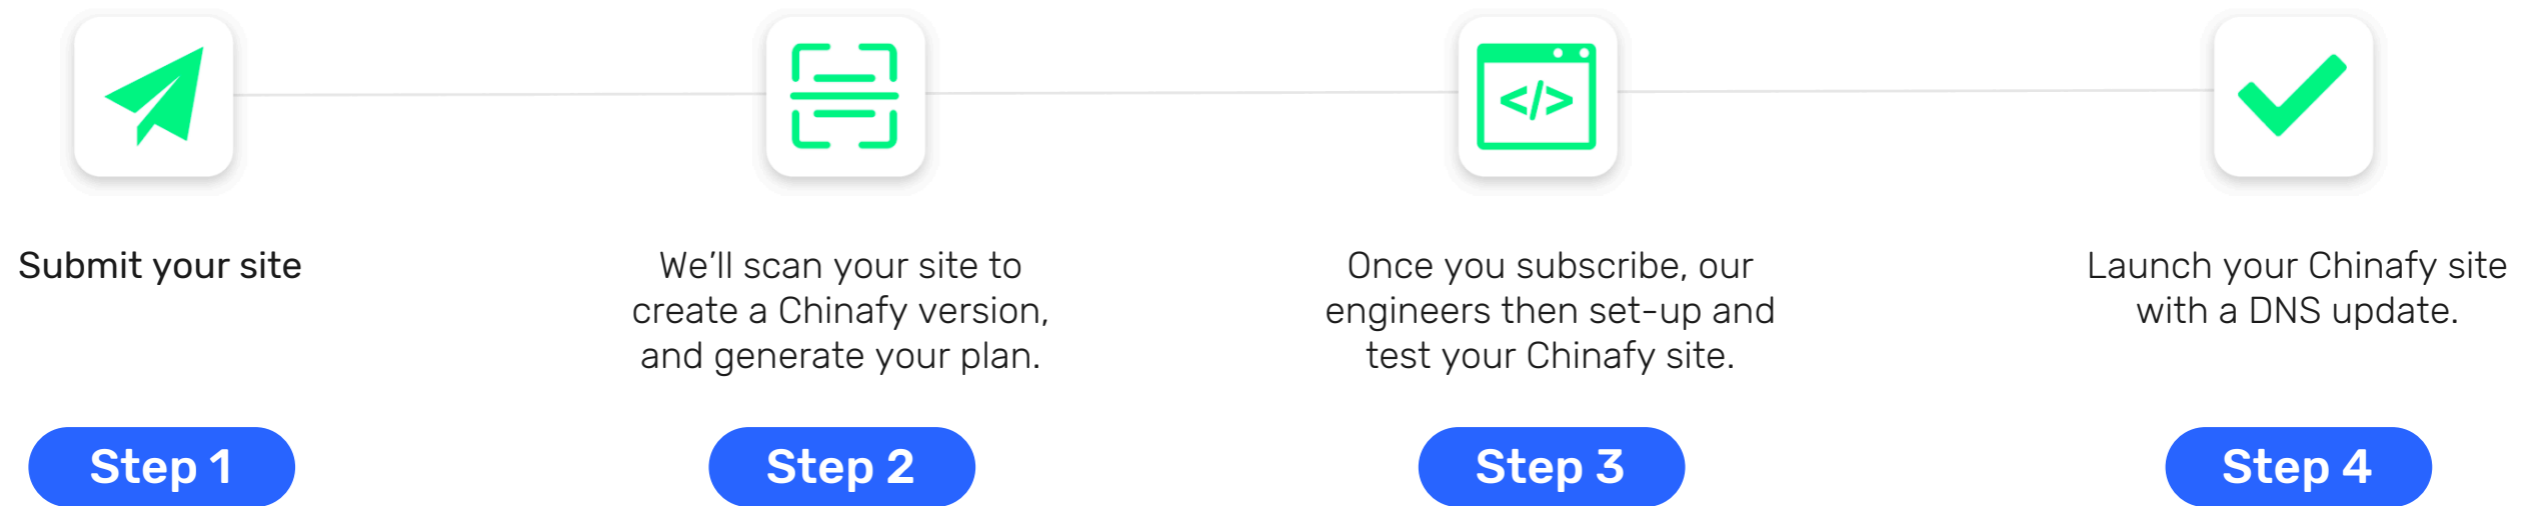 Submit your site
We’ll scan your site to
create a Chinafy version,
and generate your plan.
Once you subscribe, our
engineers then set-up and
test your Chinafy site.
Launch your Chinafy site
with a DNS update.
Step 1
Step 2
Step 3
Step 4